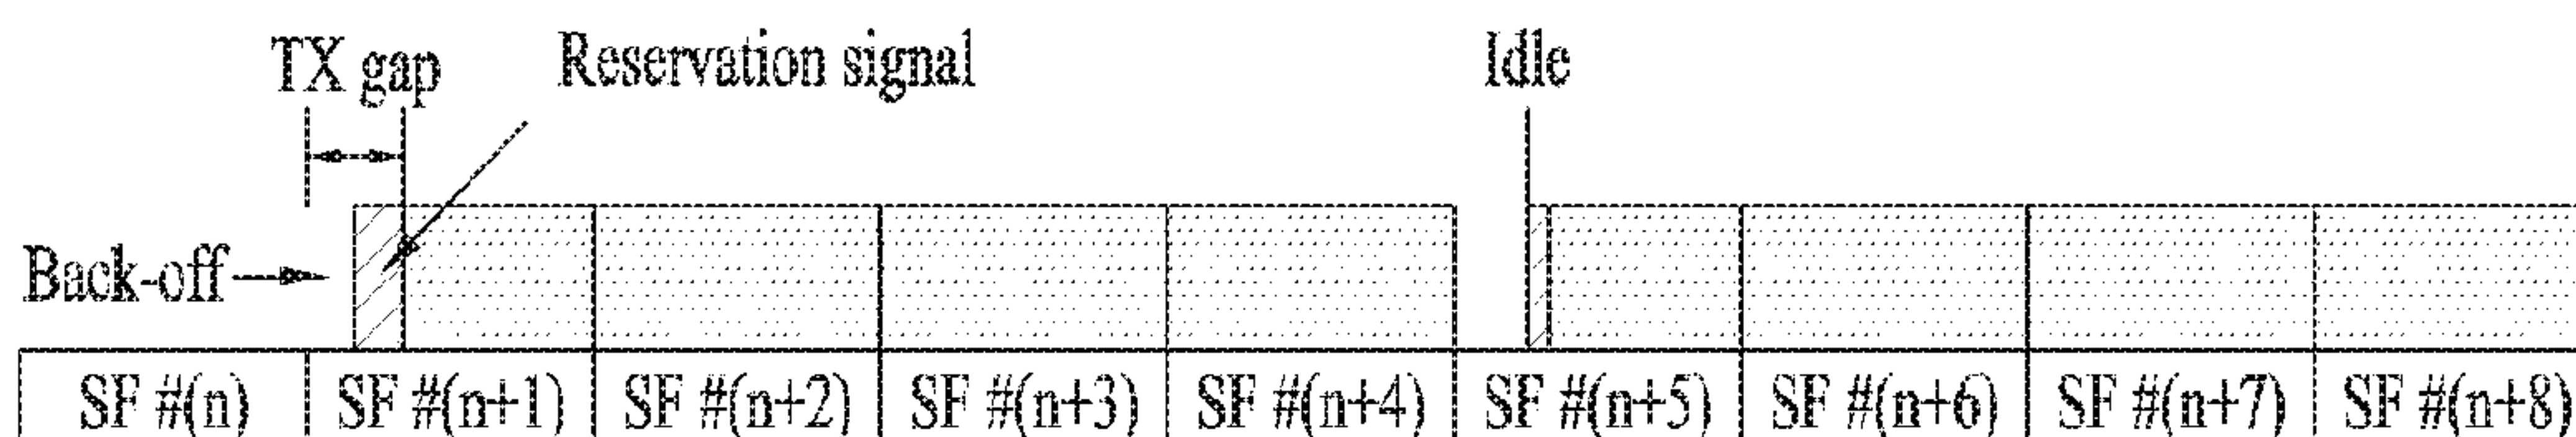 TX gap Reservation signal Idle
Back-off
SF #(n) SF #(n+1) SF #(n+2) SF #(n+3) SF #(n+4) SF #(n+5) SF #(n+6) SF #(n+7) SF #(n+8)